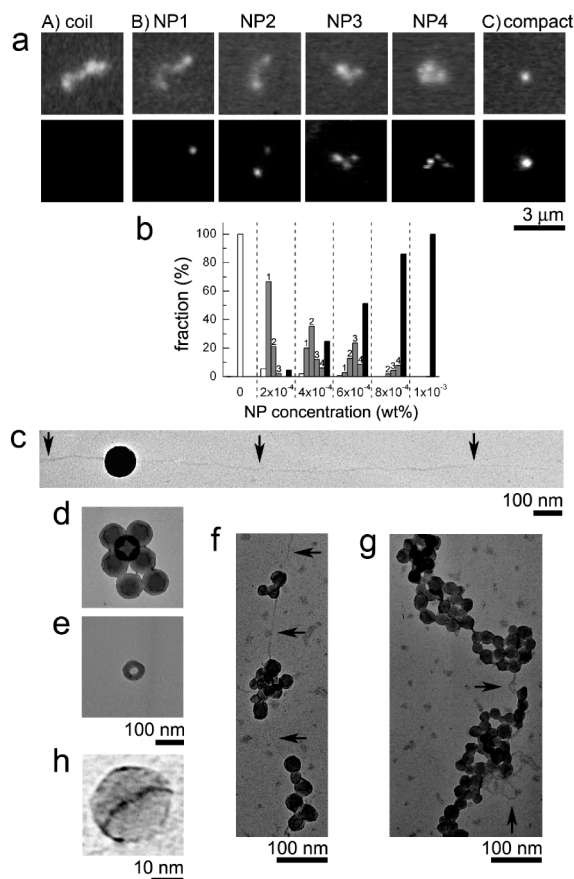 A) coil B) NP1 NP2 NP3 NP4 C) compact
a
3 μm
b
100
80
60
40
20
0
fraction (%)
1 2 2 1 2 3 4 1 2 3 4 2 3 4
0 2x10⁻⁴ 4x10⁻⁴ 6x10⁻⁴ 8x10⁻⁴ 1x10⁻³
NP concentration (wt%)
c
100 nm
d
e
100 nm
f
100 nm
g
100 nm
h
10 nm